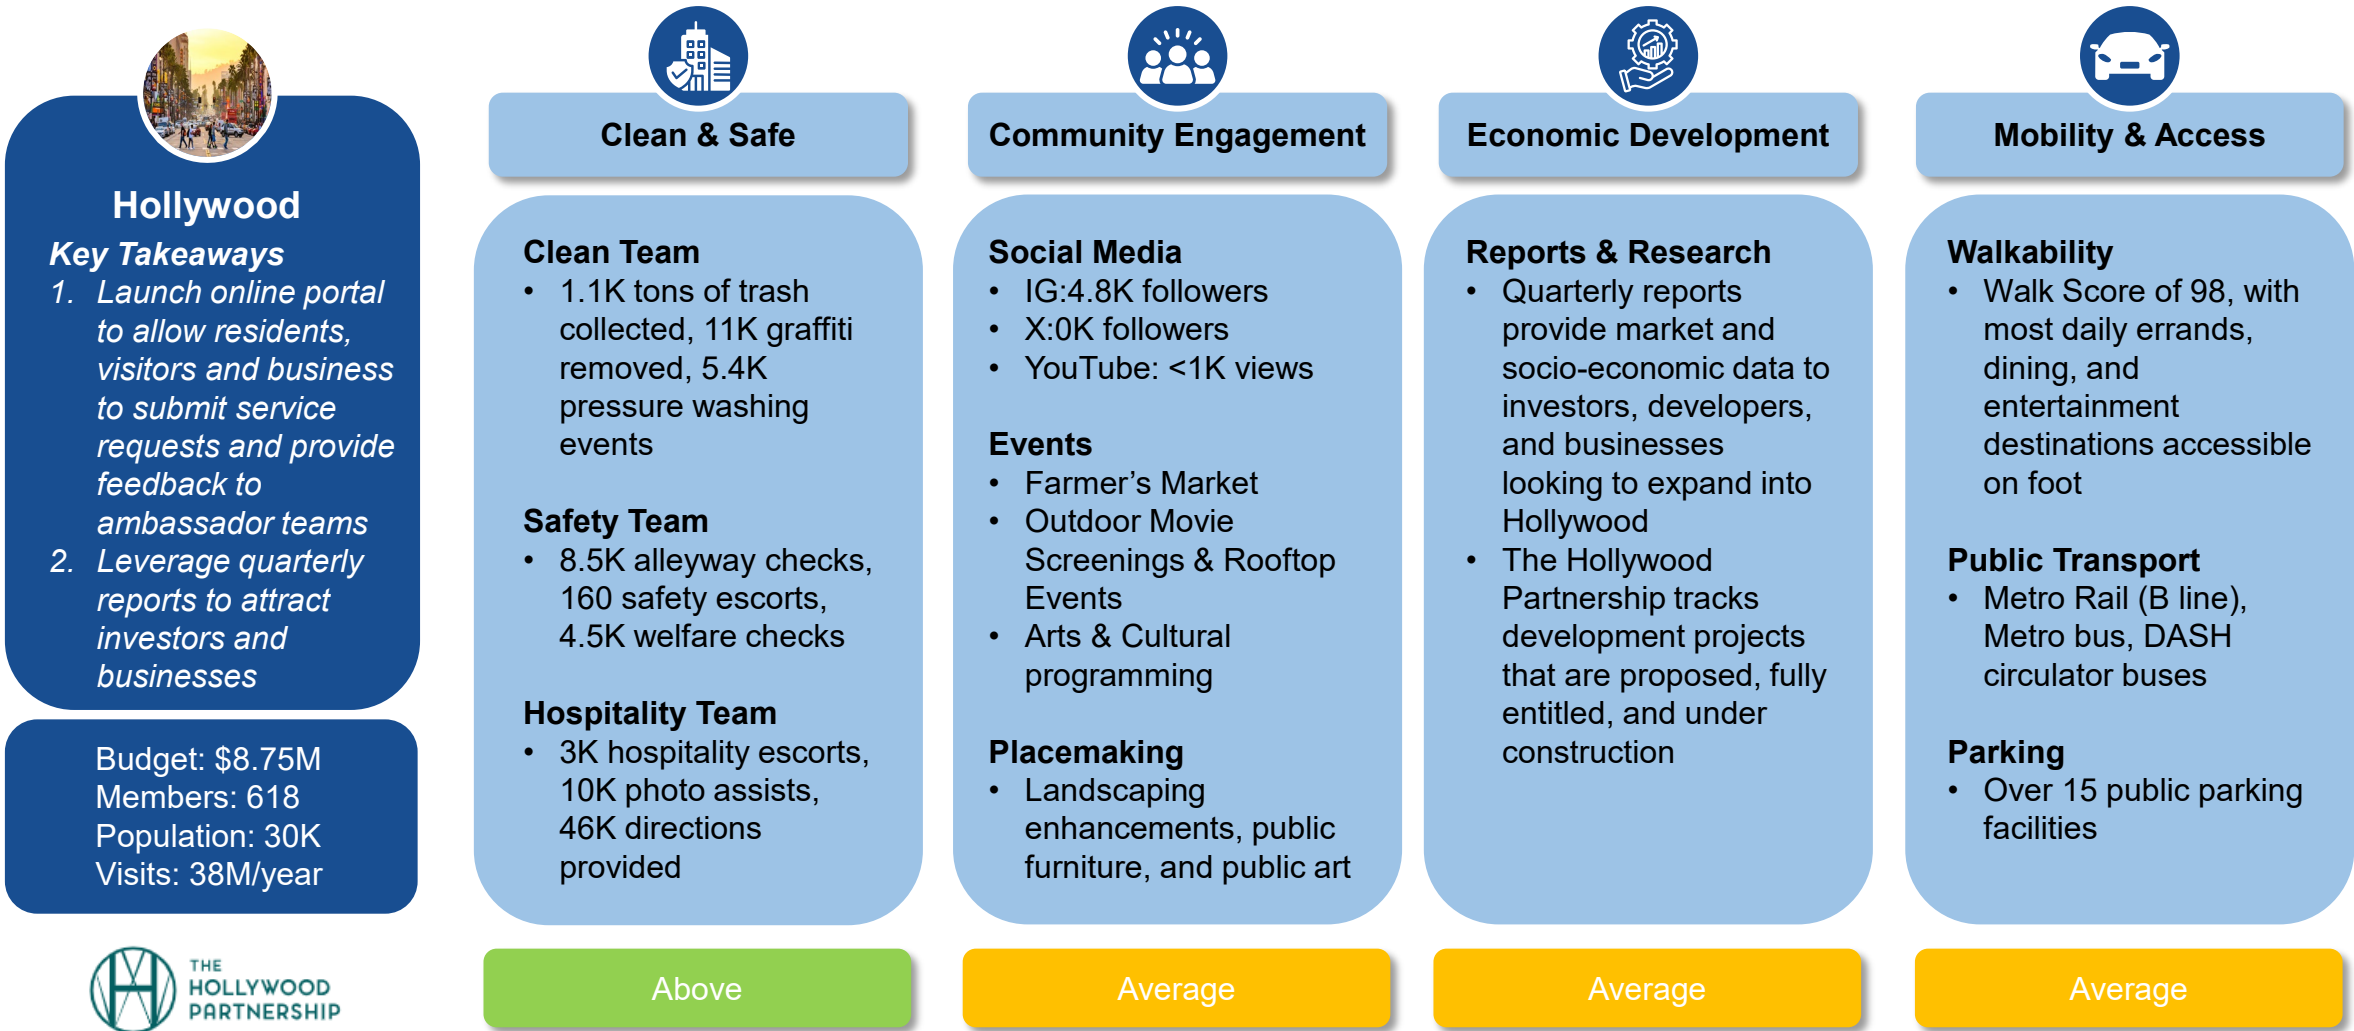 Hollywood
Key Takeaways
1. Launch online portal
to allow residents,
visitors and business
to submit service
requests and provide
feedback to
ambassador teams
2. Leverage quarterly
reports to attract
investors and
businesses
Budget: $8.75M
Members: 618
Population: 30K
Visits: 38M/year
THE
HOLLYWOOD
PARTNERSHIP
Clean & Safe
Clean Team
• 1.1K tons of trash
collected, 11K graffiti
removed, 5.4K
pressure washing
events
Safety Team
• 8.5K alleyway checks,
160 safety escorts,
4.5K welfare checks
Hospitality Team
• 3K hospitality escorts,
10K photo assists,
46K directions
provided
Above
Community Engagement
Social Media
• IG:4.8K followers
• X:0K followers
• YouTube: <1K views
Events
• Farmer’s Market
• Outdoor Movie
Screenings & Rooftop
Events
• Arts & Cultural
programming
Placemaking
• Landscaping
enhancements, public
furniture, and public art
Average
Economic Development
Reports & Research
• Quarterly reports
provide market and
socio-economic data to
investors, developers,
and businesses
looking to expand into
Hollywood
• The Hollywood
Partnership tracks
development projects
that are proposed, fully
entitled, and under
construction
Average
Mobility & Access
Walkability
• Walk Score of 98, with
most daily errands,
dining, and
entertainment
destinations accessible
on foot
Public Transport
• Metro Rail (B line),
Metro bus, DASH
circulator buses
Parking
• Over 15 public parking
facilities
Average